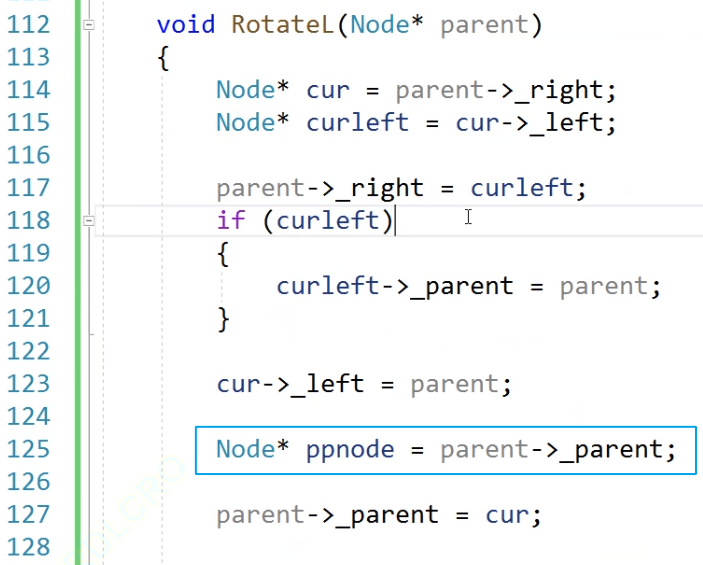 112 void RotateL(Node* parent)
113 {
114 Node* cur = parent->_right;
115 Node* curleft = cur->_left;
116
117 parent->_right = curleft;
118 if (curleft)
119 {
120 curleft->_parent = parent;
121 }
122
123 cur->_left = parent;
124
125 Node* ppnode = parent->_parent;
126
127 parent->_parent = cur;
128